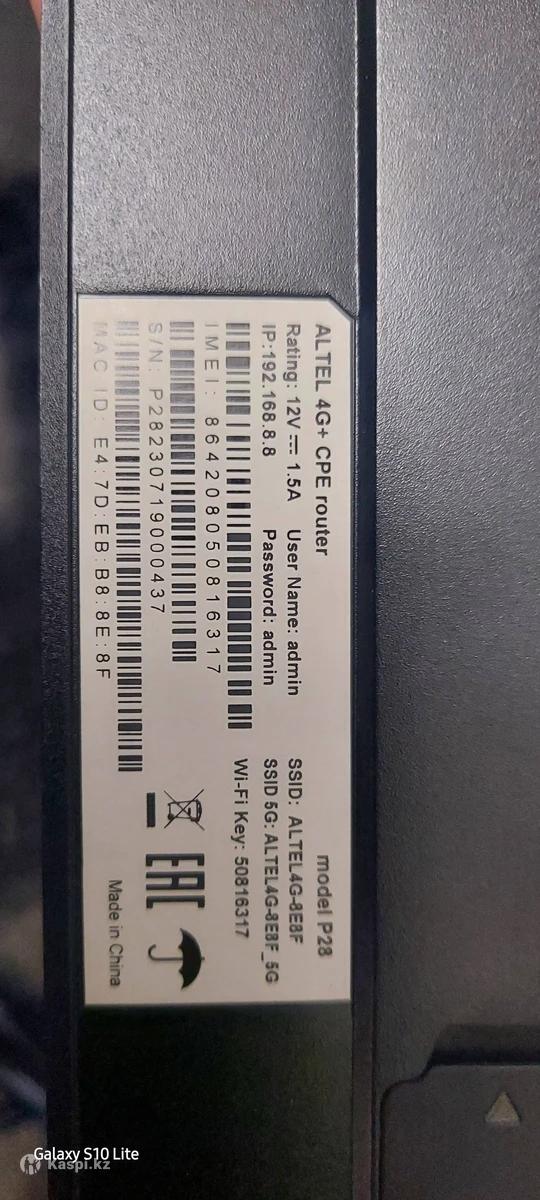 ALTEL 4G+ CPE router
model P28
Rating: 12V 1.5A
User Name: admin
SSID: ALTEL4G-8E8F
IP:192.168.8.8
Password: admin
SSID 5G: ALTEL4G-8E8F_5G
Wi-Fi Key: 50816317
IMEI: 864208050816317
S/N: P28230719000437
MAC ID: E4:7D:EB:B8:8E:8F
EAC
Made in China
Galaxy S10 Lite
Kaspi.kz